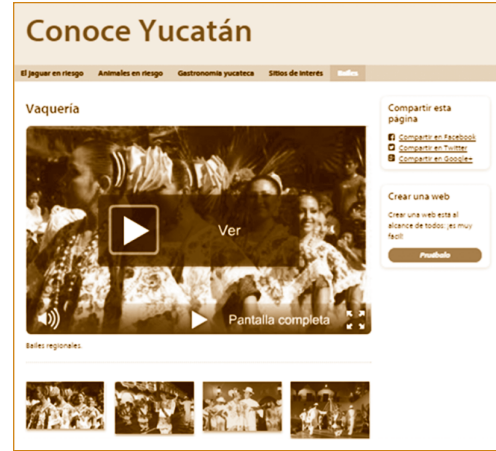 Conoce Yucatán
El jaguar en riesgo Animales en riesgo Gastronomía yucateca Sitios de interés Bailes
Vaquería
Ver
Pantalla completa
Bailes regionales.
Compartir esta
página
Compartir en Facebook
Compartir en Twitter
Compartir en Google+
Crear una web
Crear una web está al
alcance de todos: ¡es muy
fácil!
Pruébalo